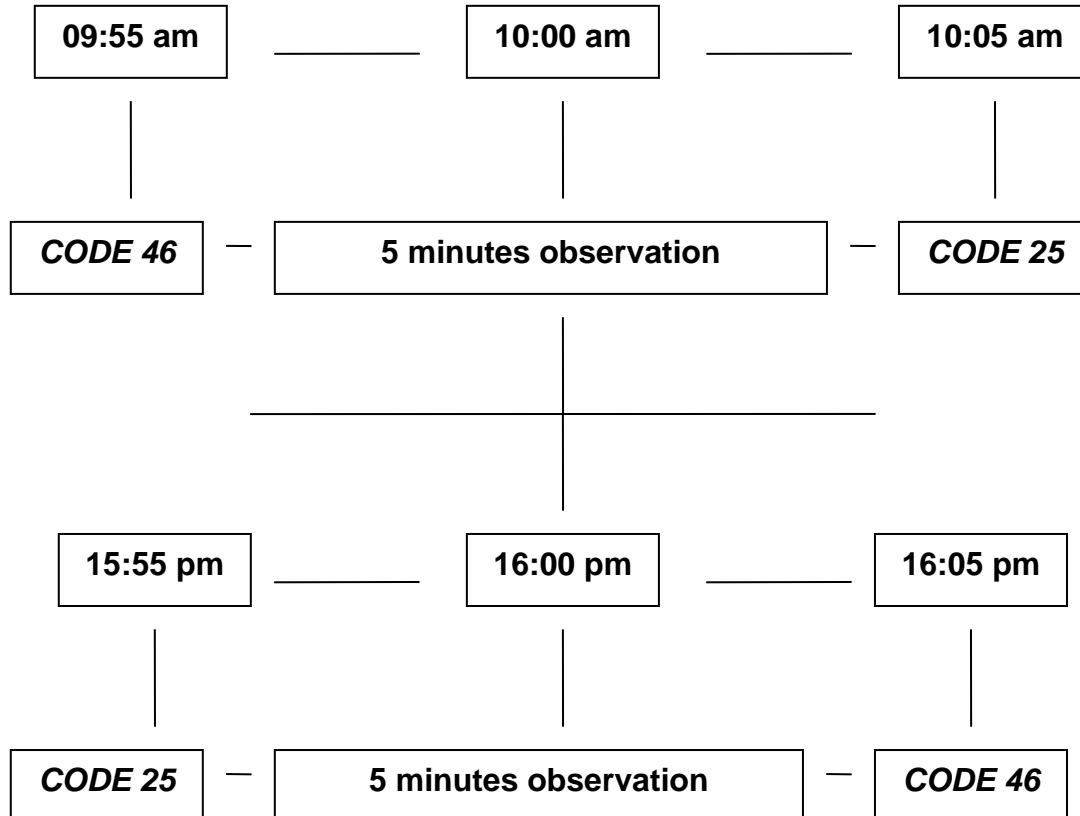 09:55 am 10:00 am 10:05 am
CODE 46 5 minutes observation CODE 25
15:55 pm 16:00 pm 16:05 pm
CODE 25 5 minutes observation CODE 46